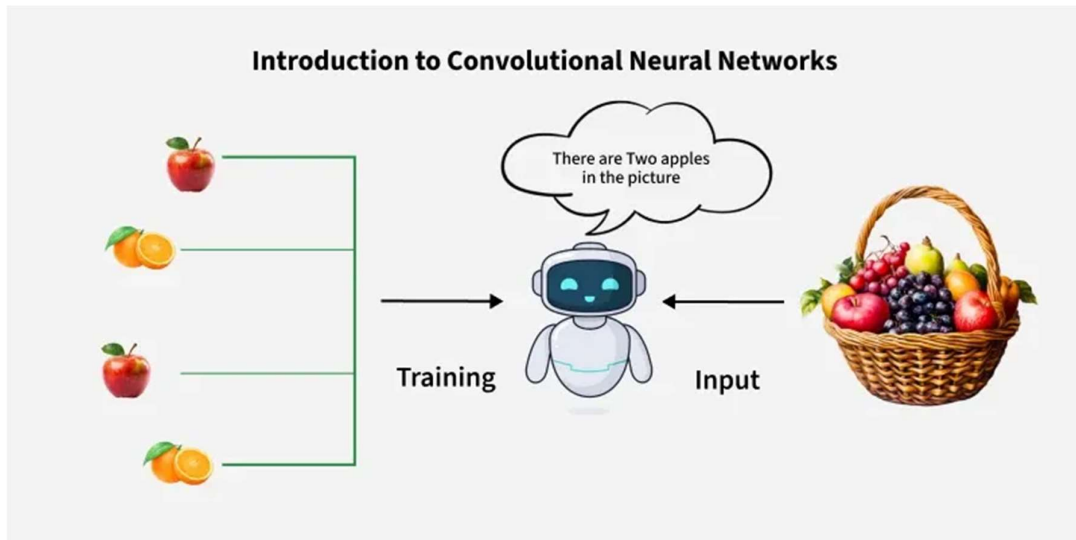 Introduction to Convolutional Neural Networks
There are Two apples
in the picture
Training
Input